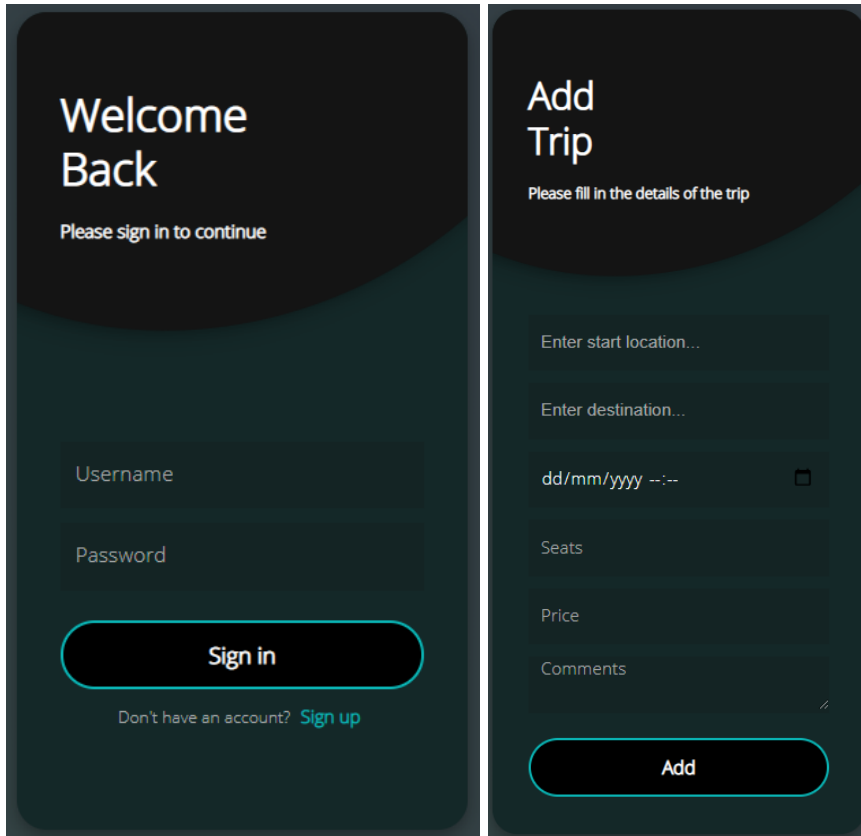 Welcome
Back
Please sign in to continue
Username
Password
Sign in
Don't have an account? Sign up
Add
Trip
Please fill in the details of the trip
Enter start location...
Enter destination...
dd/mm/yyyy --:--
Seats
Price
Comments
Add